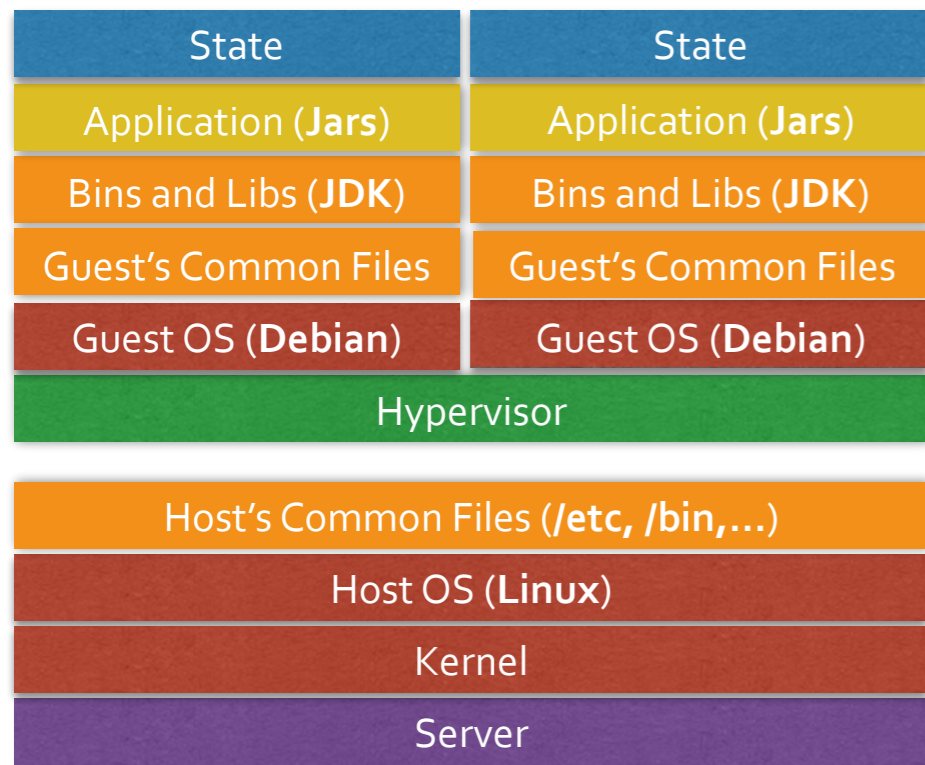 State
State
Application (Jars)
Application (Jars)
Bins and Libs (JDK)
Bins and Libs (JDK)
Guest’s Common Files
Guest’s Common Files
Guest OS (Debian)
Guest OS (Debian)
Hypervisor
Host’s Common Files (/etc, /bin,...)
Host OS (Linux)
Kernel
Server